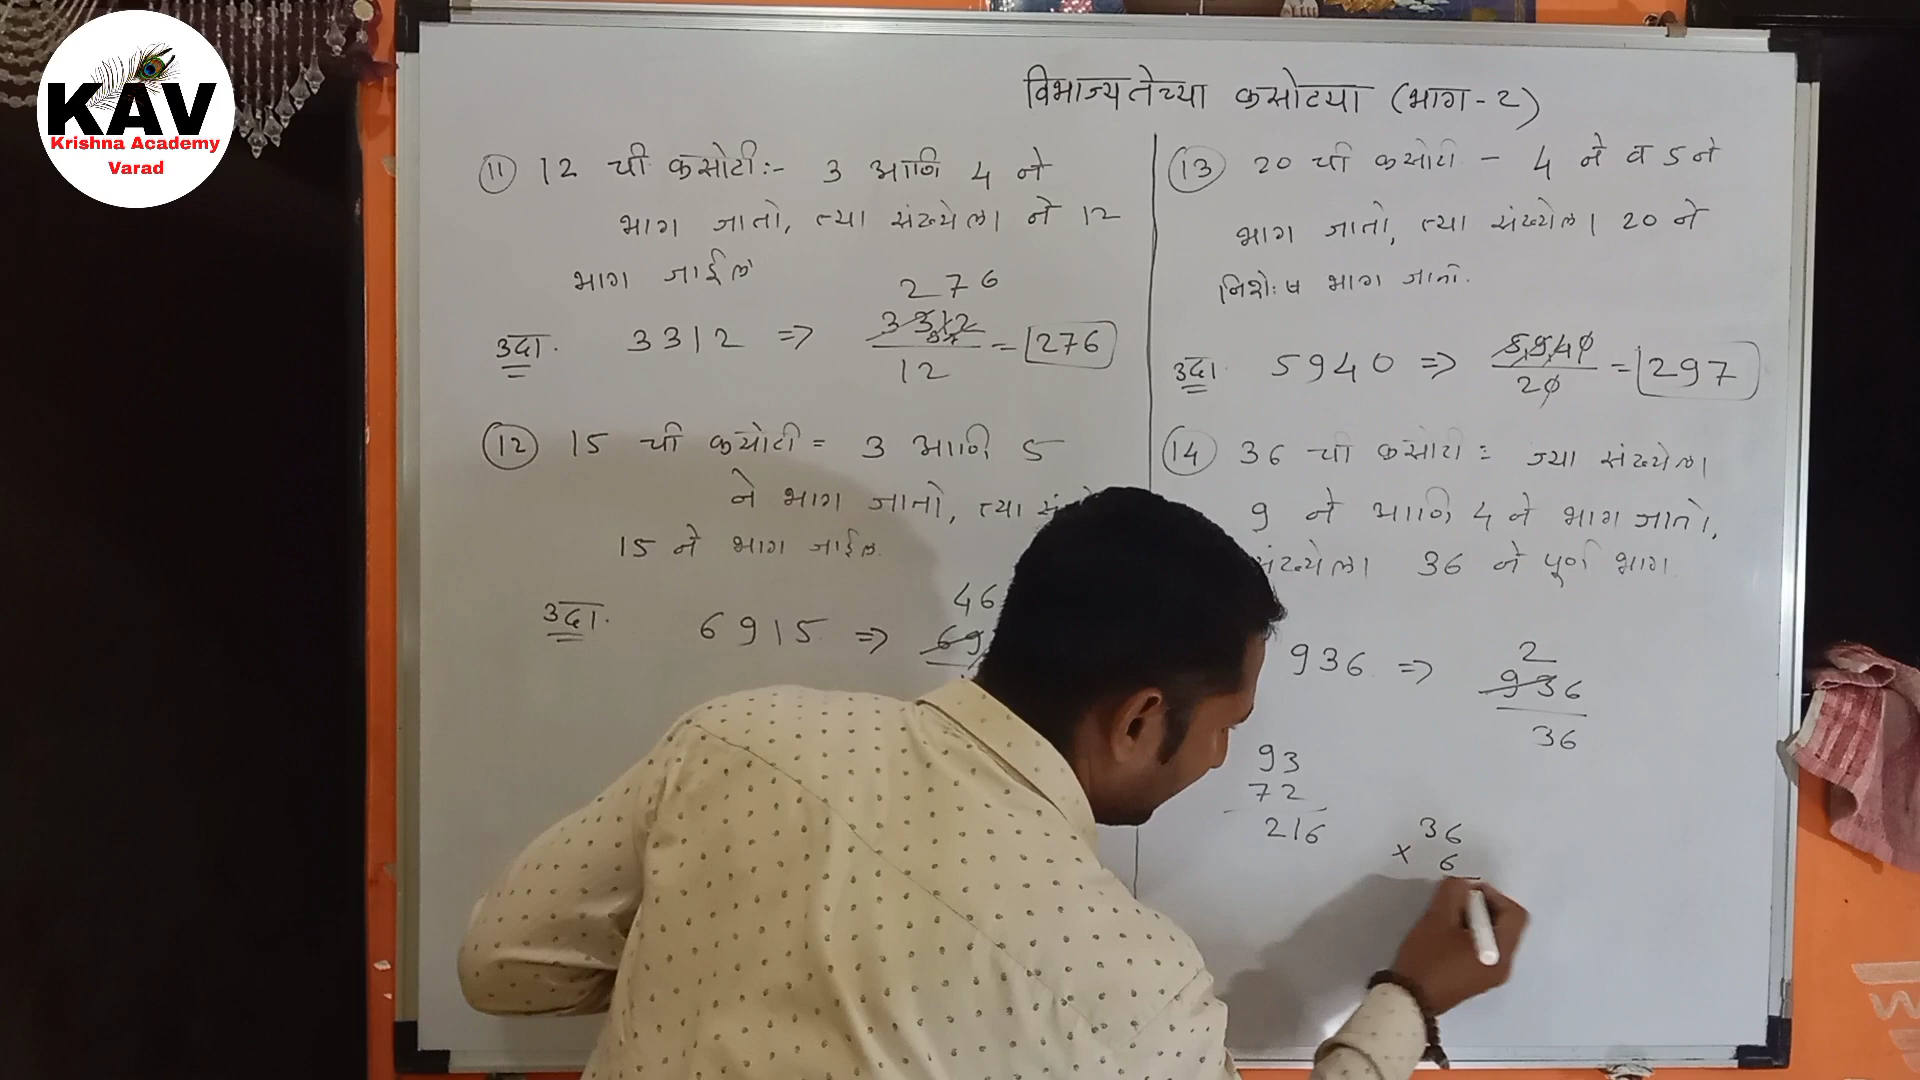 KAV
Krishna Academy
Varad
विभाज्यतेच्या कसोट्या (भाग-2)
(11) 12 ची कसोटी:- 3 आणि 4 ने
भाग जातो, त्या संख्येला ने 12
भाग जाईल
276
उदा. 3312 => 3312/12 = 276
(12) 15 ची कसोटी = 3 आणि 5
ने भाग जातो, त्या
15 ने भाग जाईल.
46
उदा. 6915 => 69
(13) 20 ची कसोटी - 4 ने व 5 ने
भाग जातो, त्या संख्येला 20 ने
निशेःष भाग जातो.
उदा. 5940 => 5940/20 = 297
(14) 36 ची कसोटी = ज्या संख्येला
9 ने आणि 4 ने भाग जातो,
संख्येला 36 ने पूर्ण भाग
2
936 => 936/36
93
72
216
36
× 6